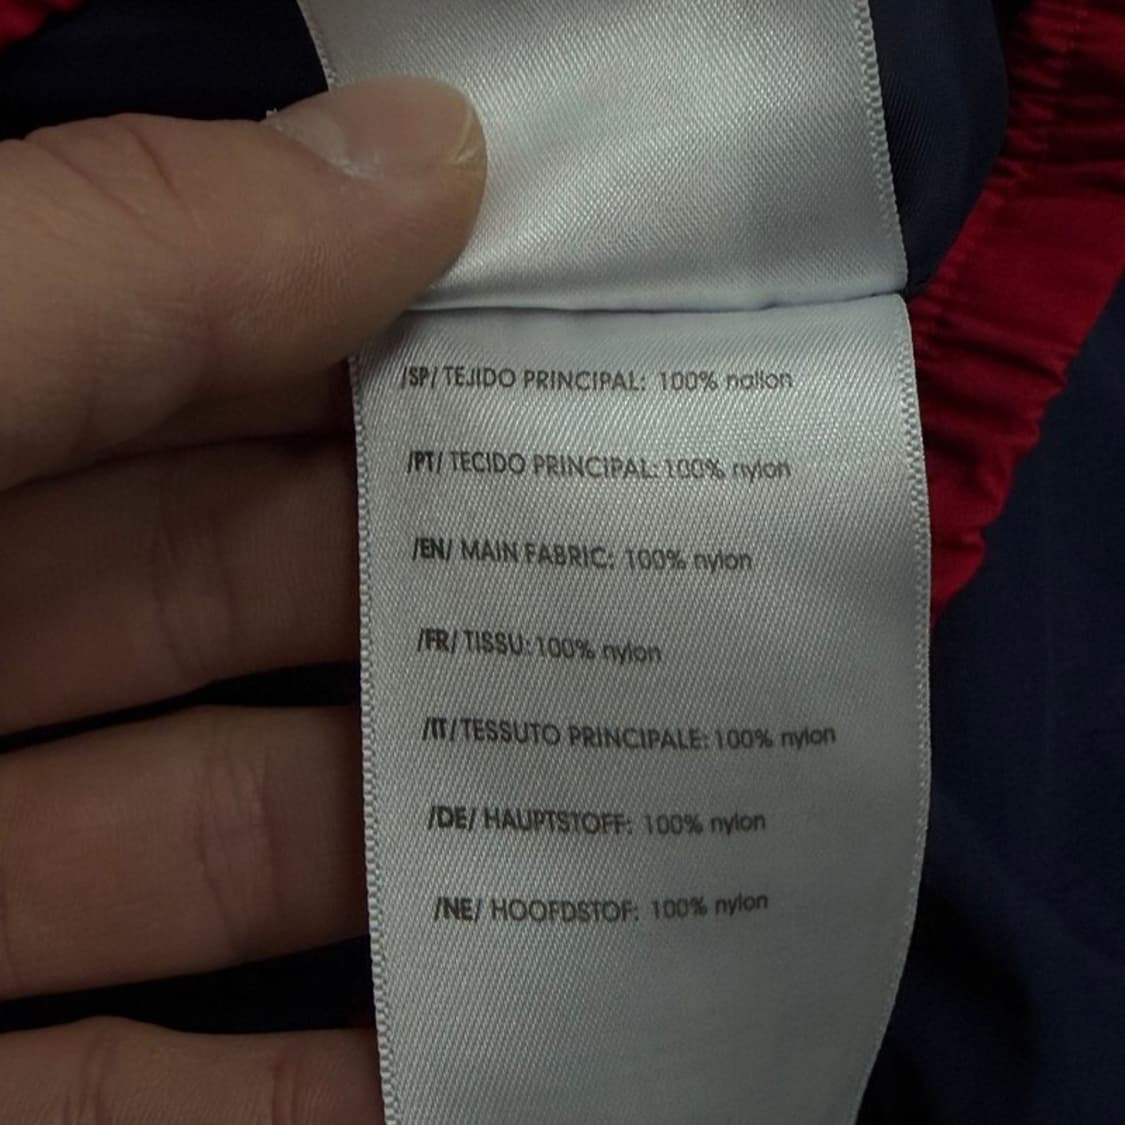 /SP/ TEJIDO PRINCIPAL: 100% nailon
/PT/ TECIDO PRINCIPAL: 100% nylon
/EN/ MAIN FABRIC: 100% nylon
/FR/ TISSU: 100% nylon
/IT/ TESSUTO PRINCIPALE: 100% nylon
/DE/ HAUPTSTOFF: 100% nylon
/NE/ HOOFDSTOF: 100% nylon